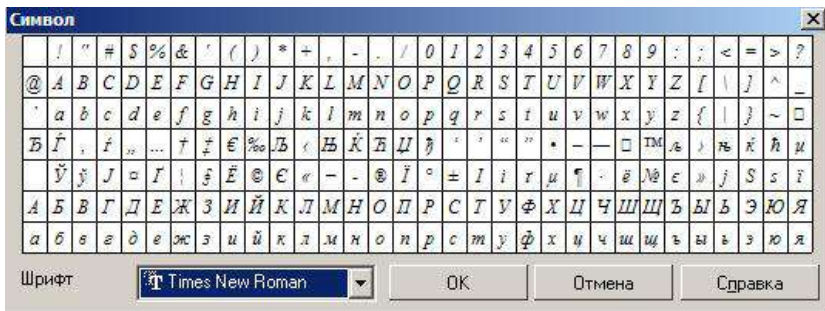 Символ
! " # $ % & ' ( ) * + , - . / 0 1 2 3 4 5 6 7 8 9 : ; < = > ?
@ A B C D E F G H I J K L M N O P Q R S T U V W X Y Z [ \ ] ^ _
` a b c d e f g h i j k l m n o p q r s t u v w x y z { | } ~ □
Ђ Ѓ ‚ ѓ „ … † ‡ € ‰ Љ ‹ Њ Ќ Ћ Џ ђ ‘ ’ “ ” • – — □ ™ љ › њ ќ ћ џ
Ў ў Ј ¤ Ґ ¦ § Ё © Є « ¬ - ® Ї ° ± І і ґ µ ¶ · ё № є » ј Ѕ ѕ ї
А Б В Г Д Е Ж З И Й К Л М Н О П Р С Т У Ф Х Ц Ч Ш Щ Ъ Ы Ь Э Ю Я
а б в г д е ж з и й к л м н о п р с т у ф х ц ч ш щ ъ ы ь э ю я
Шрифт Times New Roman OK Отмена Справка